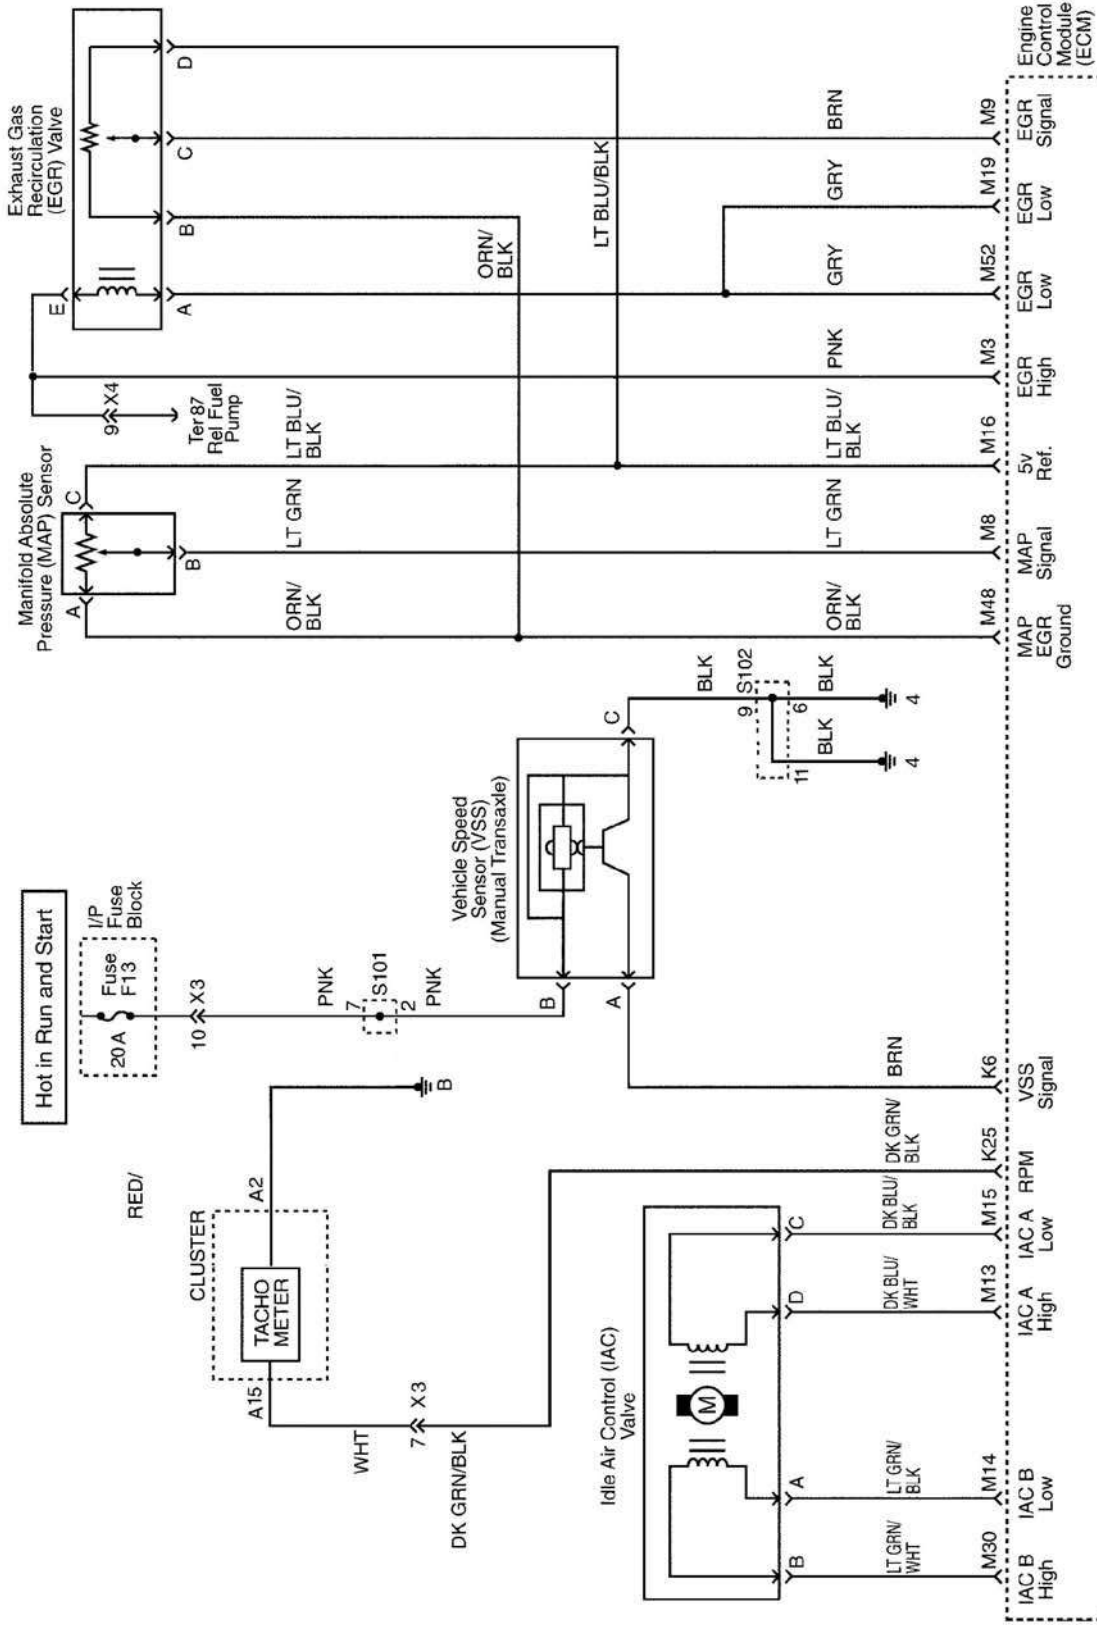 Hot in Run and Start
I/P
Fuse
Block
20 A
Fuse
F13
10
X3
PNK
7
S101
2
PNK
RED/
CLUSTER
TACHO
METER
A2
B
A15
WHT
7
X3
DK GRN/BLK
Exhaust Gas
Recirculation
(EGR) Valve
E
A
B
C
D
9
X4
Ter87
Rel Fuel
Pump
ORN/
BLK
LT BLU/BLK
Manifold Absolute
Pressure (MAP) Sensor
A
B
C
ORN/
BLK
LT GRN
LT BLU/
BLK
Vehicle Speed
Sensor (VSS)
(Manual Transaxle)
B
A
C
BLK
9
S102
11
6
BLK
BLK
4
4
Idle Air Control (IAC)
Valve
M
B
A
D
C
LT GRN/
WHT
LT GRN/
BLK
DK BLU/
WHT
DK BLU/
BLK
DK GRN/
BLK
BRN
ORN/
BLK
LT GRN
LT BLU/
BLK
PNK
GRY
GRY
BRN
M30
M14
M13
M15
K25
K6
M48
M8
M16
M3
M52
M19
M9
IAC B
High
IAC B
Low
IAC A
High
IAC A
Low
RPM
VSS
Signal
MAP
EGR
Ground
MAP
Signal
5v
Ref.
EGR
High
EGR
Low
EGR
Low
EGR
Signal
Engine
Control
Module
(ECM)